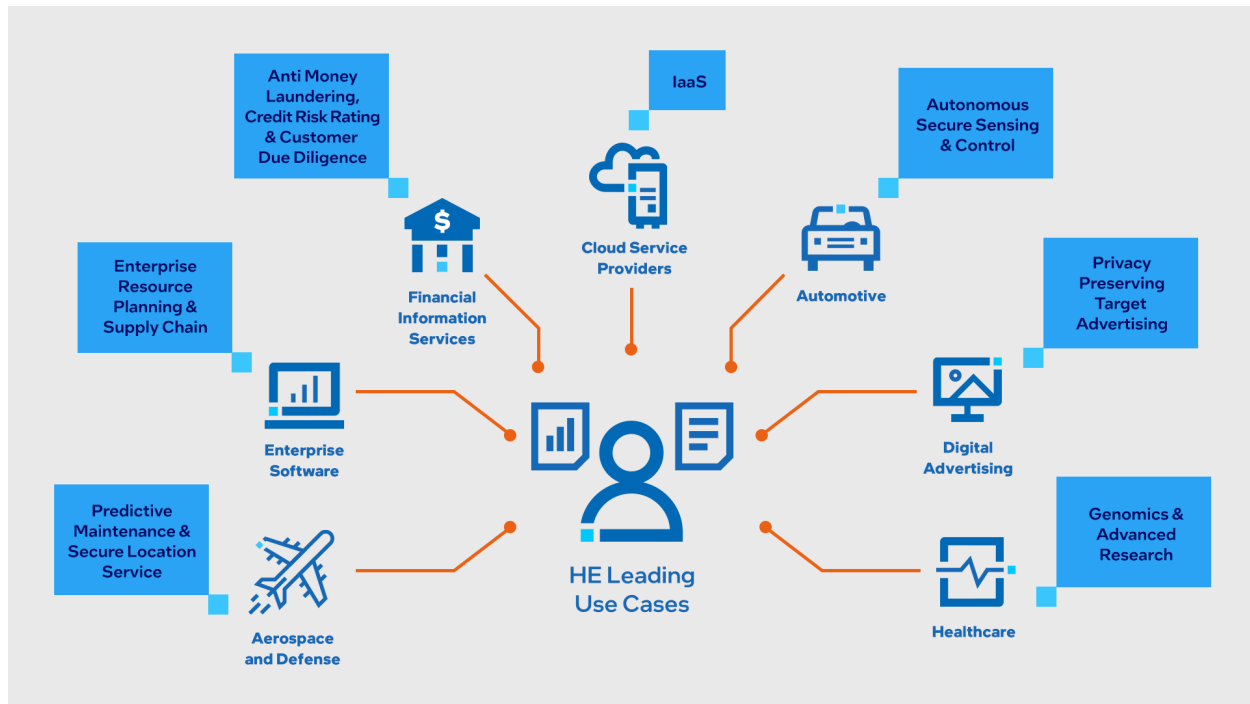 Anti Money
Laundering,
Credit Risk Rating
& Customer
Due Diligence
Financial
Information
Services
IaaS
Cloud Service
Providers
Autonomous
Secure Sensing
& Control
Automotive
Enterprise
Resource
Planning &
Supply Chain
Enterprise
Software
Privacy
Preserving
Target
Advertising
Digital
Advertising
Predictive
Maintenance &
Secure Location
Service
Aerospace
and Defense
HE Leading
Use Cases
Genomics &
Advanced
Research
Healthcare
$